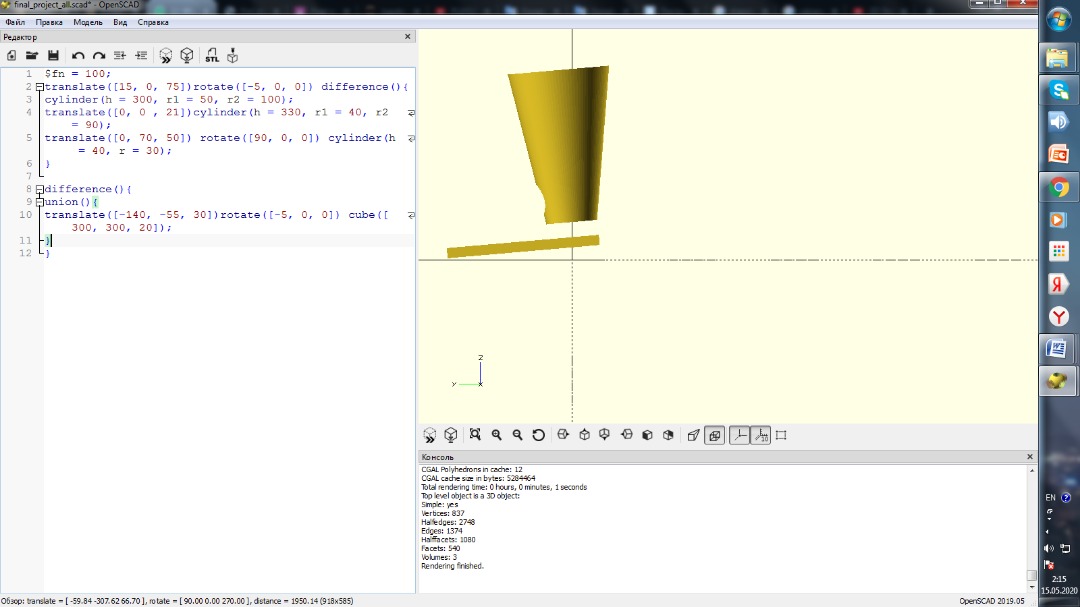 final_project_all.scad* - OpenSCAD
Файл Правка Модель Вид Справка
Редактор
STL
1 $fn = 100;
2 translate([15, 0, 75])rotate([-5, 0, 0]) difference(){
3 cylinder(h = 300, r1 = 50, r2 = 100);
4 translate([0, 0 , 21])cylinder(h = 330, r1 = 40, r2
= 90);
5 translate([0, 70, 50]) rotate([90, 0, 0]) cylinder(h
= 40, r = 30);
6 }
7
8 difference(){
9 union(){
10 translate([-140, -55, 30])rotate([-5, 0, 0]) cube([
300, 300, 20]);
11 }
12 }
z
y
x
10
Консоль
CGAL Polyhedrons in cache: 12
CGAL cache size in bytes: 5284464
Total rendering time: 0 hours, 0 minutes, 1 seconds
Top level object is a 3D object:
Simple: yes
Vertices: 837
Halfedges: 2748
Edges: 1374
Halffacets: 1080
Facets: 540
Volumes: 3
Rendering finished.
Обзор: translate = [ -59.84 -307.62 66.70 ], rotate = [ 90.00 0.00 270.00 ], distance = 1950.14 (918x585)
OpenSCAD 2019.05
EN
2:15
15.05.2020